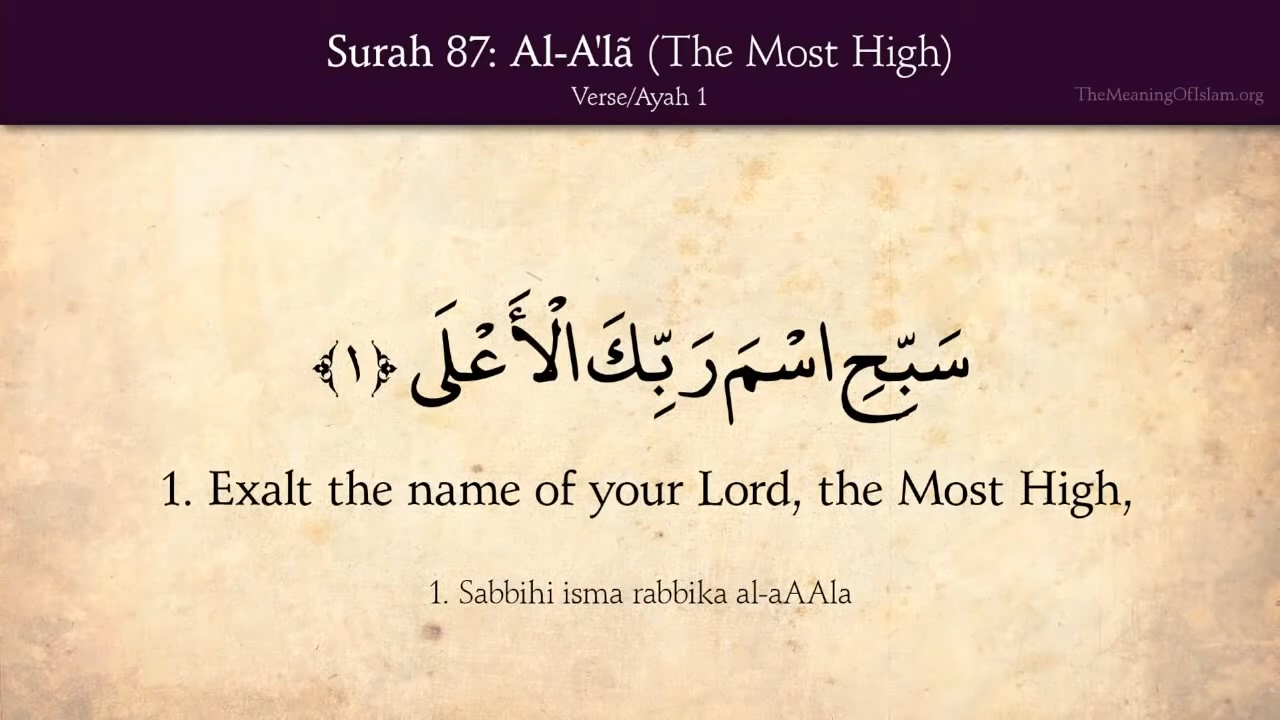 Surah 87: Al-A'lã (The Most High)
Verse/Ayah 1
TheMeaningOfIslam.org
سَبِّحِ اسْمَ رَبِّكَ الْأَعْلَى ﴿١﴾
1. Exalt the name of your Lord, the Most High,
1. Sabbihi isma rabbika al-aAAla